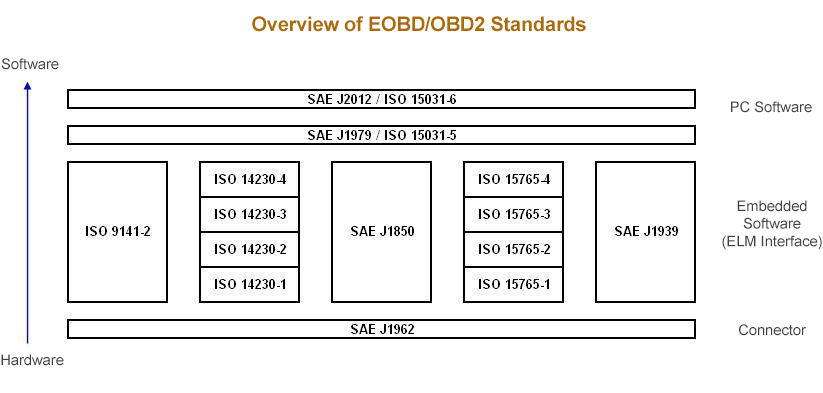 Overview of EOBD/OBD2 Standards
Software
SAE J2012 / ISO 15031-6
PC Software
SAE J1979 / ISO 15031-5
ISO 9141-2
ISO 14230-4
ISO 14230-3
ISO 14230-2
ISO 14230-1
SAE J1850
ISO 15765-4
ISO 15765-3
ISO 15765-2
ISO 15765-1
SAE J1939
Embedded
Software
(ELM Interface)
SAE J1962
Connector
Hardware